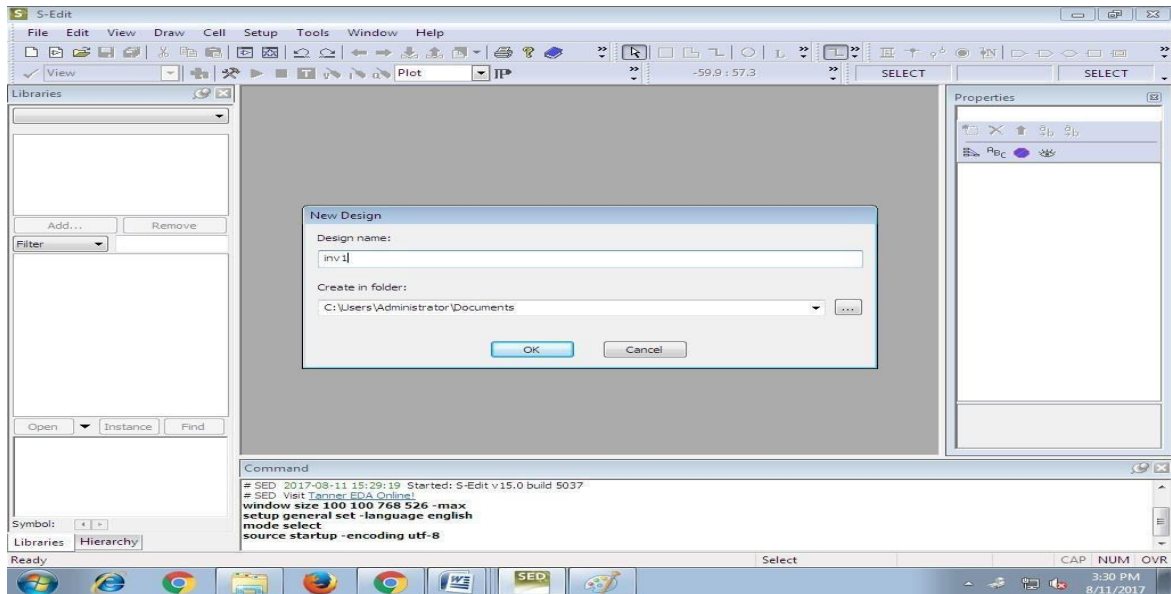 S-Edit
File Edit View Draw Cell Setup Tools Window Help
View
Plot
-59.9 : 57.3
SELECT
SELECT
Libraries
Properties
Add...
Remove
Filter
New Design
Design name:
inv1
Create in folder:
C:\Users\Administrator\Documents
...
OK
Cancel
Open
Instance
Find
Command
# SED 2017-08-11 15:29:19 Started: S-Edit v15.0 build 5037
# SED Visit Tanner EDA Online!
window size 100 100 768 526 -max
setup general set -language english
mode select
source startup -encoding utf-8
Symbol:
Libraries
Hierarchy
Ready
Select
CAP NUM OVR
SED
3:30 PM
8/11/2017